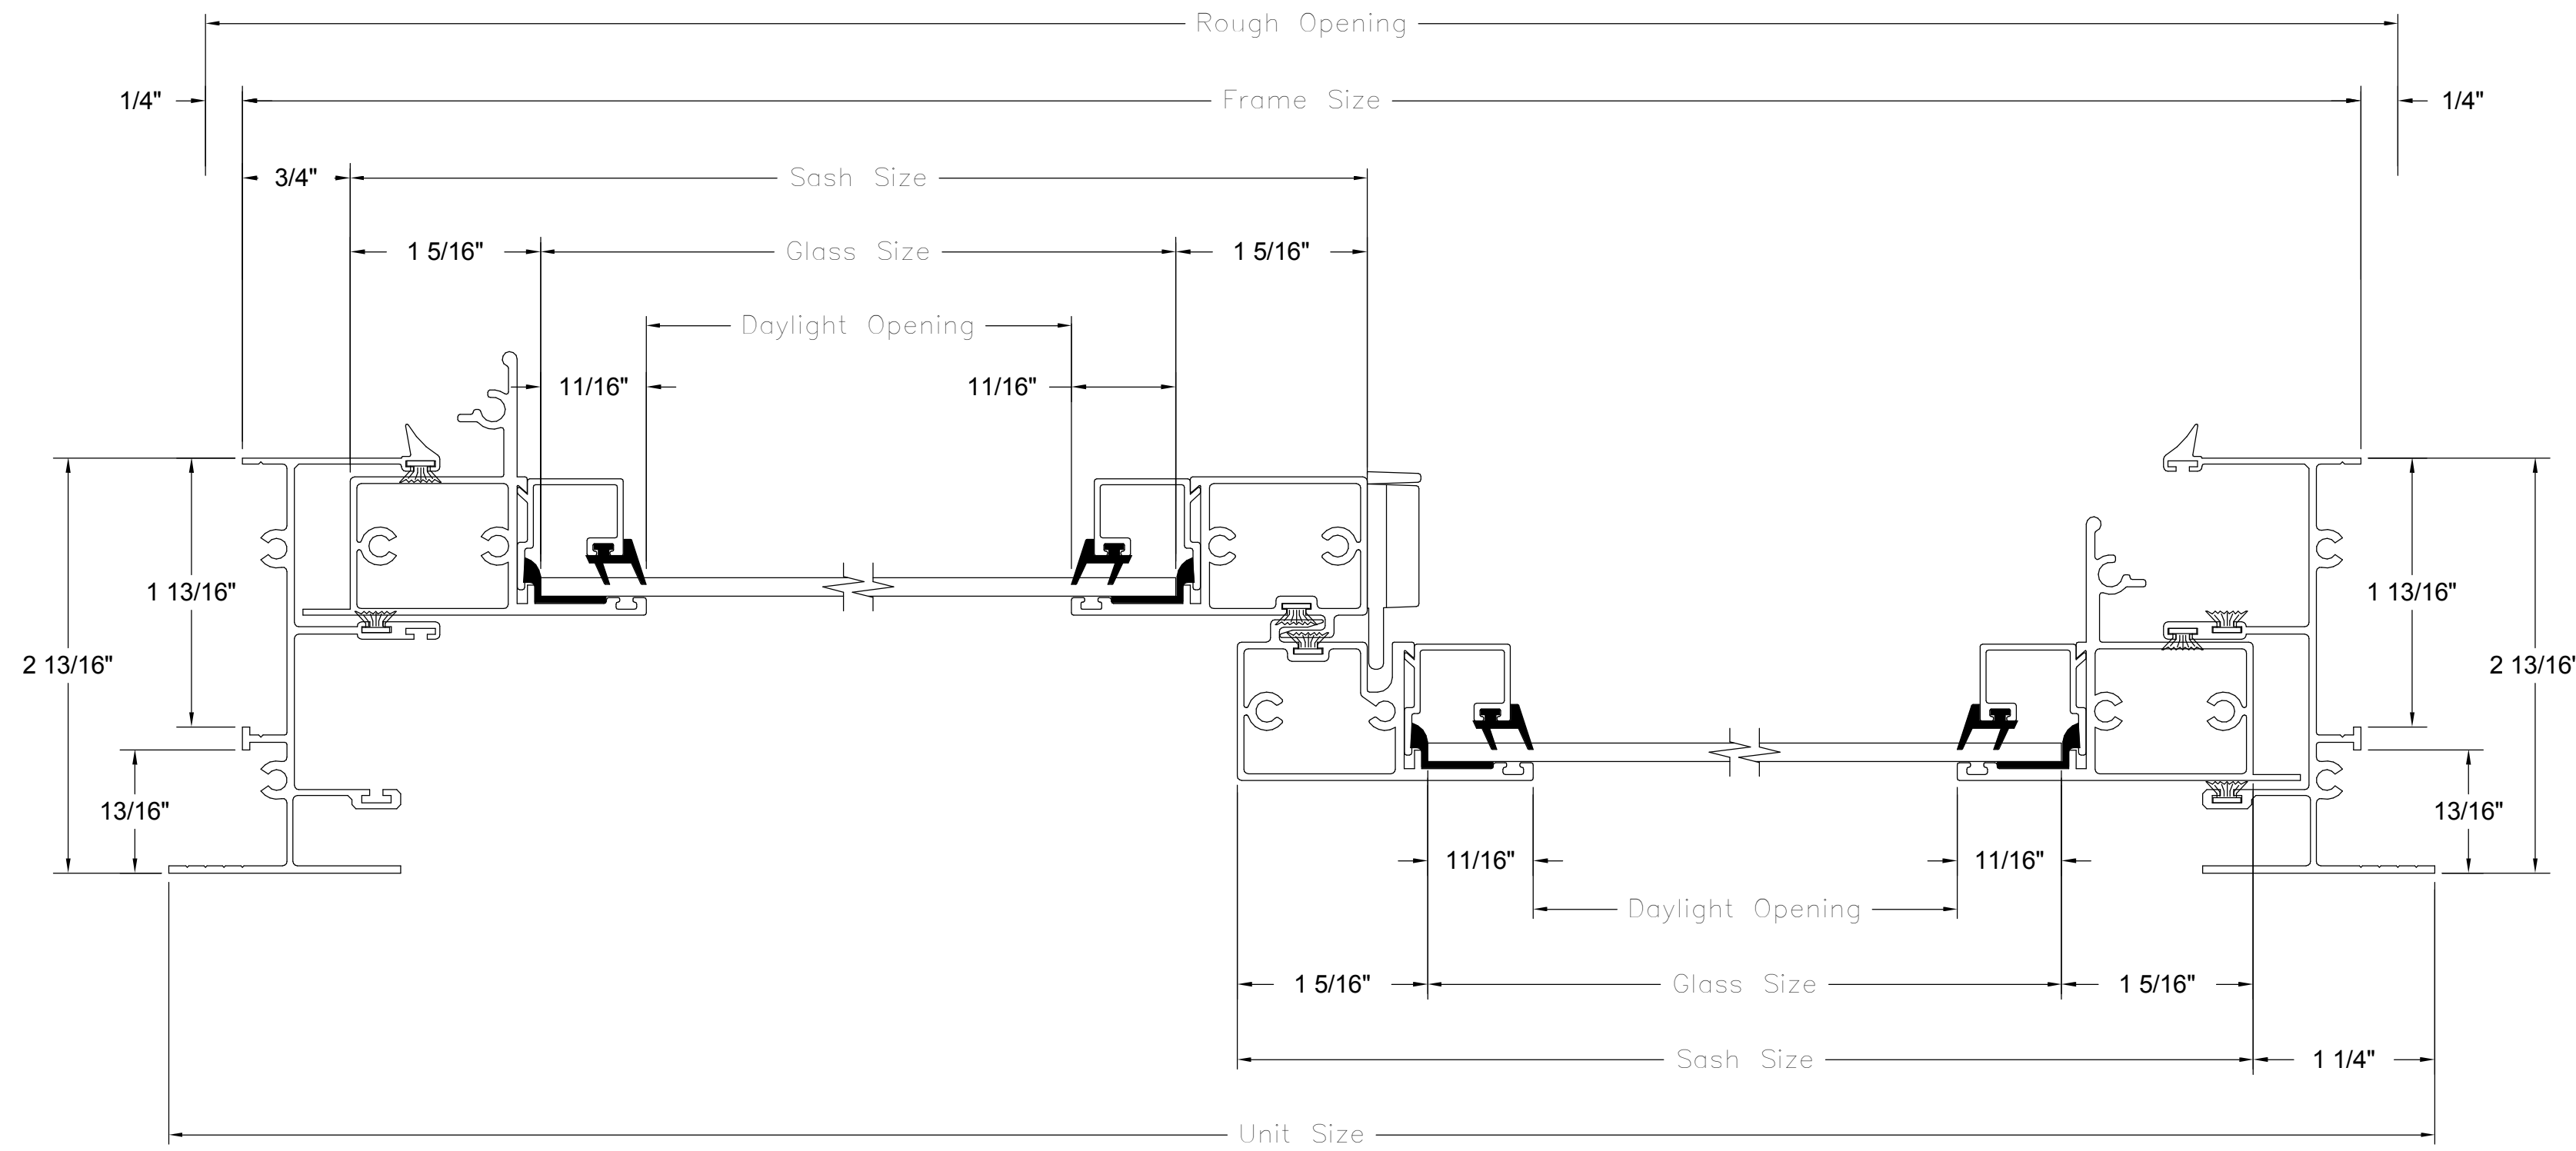 Rough Opening
1/4" Frame Size 1/4"
3/4" Sash Size
1 5/16" Glass Size 1 5/16"
Daylight Opening
11/16" 11/16"
1 13/16" 1 13/16"
2 13/16" 2 13/16"
13/16" 13/16"
11/16" 11/16"
Daylight Opening
1 5/16" Glass Size 1 5/16"
Sash Size 1 1/4"
Unit Size